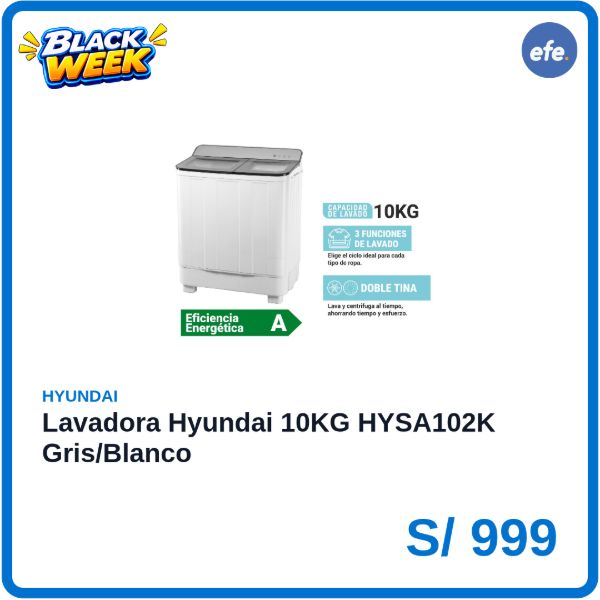 BLACK
WEEK
efe.
CAPACIDAD
DE LAVADO
10KG
3 FUNCIONES
DE LAVADO
Elige el ciclo ideal para cada
tipo de ropa.
DOBLE TINA
Lava y centrifuga al tiempo,
ahorrando tiempo y esfuerzo.
Eficiencia
Energética
A
HYUNDAI
Lavadora Hyundai 10KG HYSA102K
Gris/Blanco
S/ 999